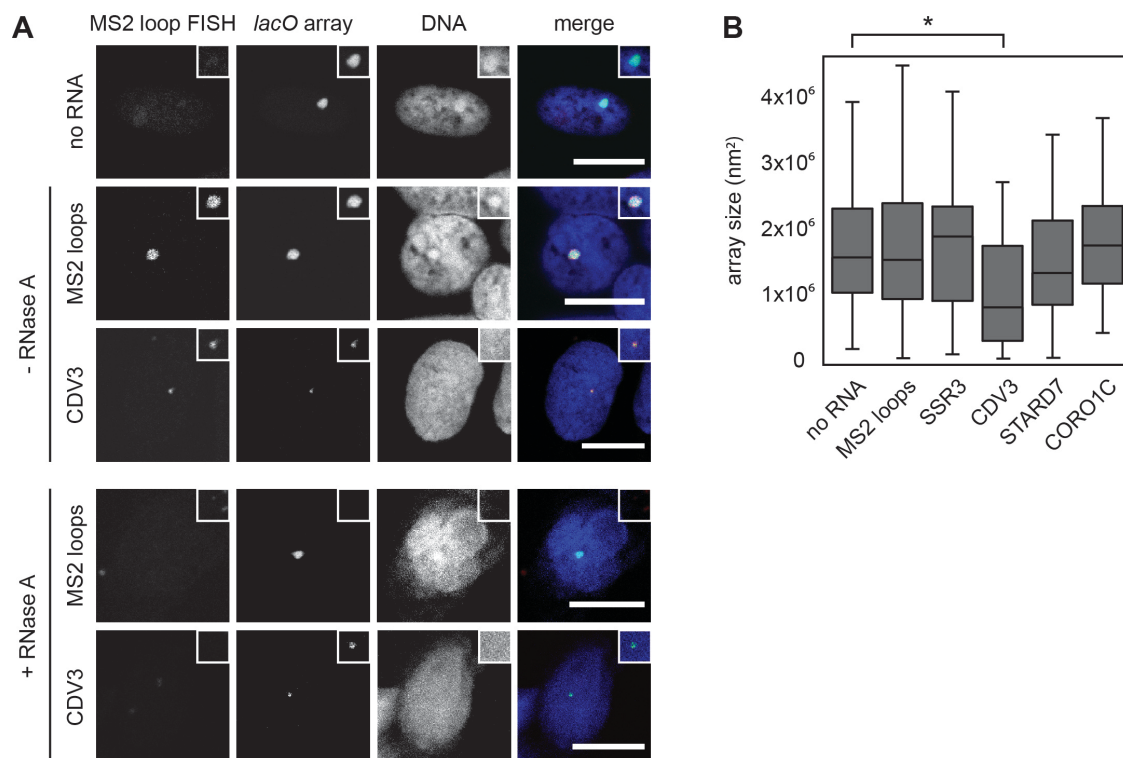 A
MS2 loop FISH
lacO array
DNA
merge
no RNA
- RNase A
MS2 loops
CDV3
+ RNase A
MS2 loops
CDV3
B
*
array size (nm²)
4x10⁶
3x10⁶
2x10⁶
1x10⁶
0
no RNA
MS2 loops
SSR3
CDV3
STARD7
CORO1C